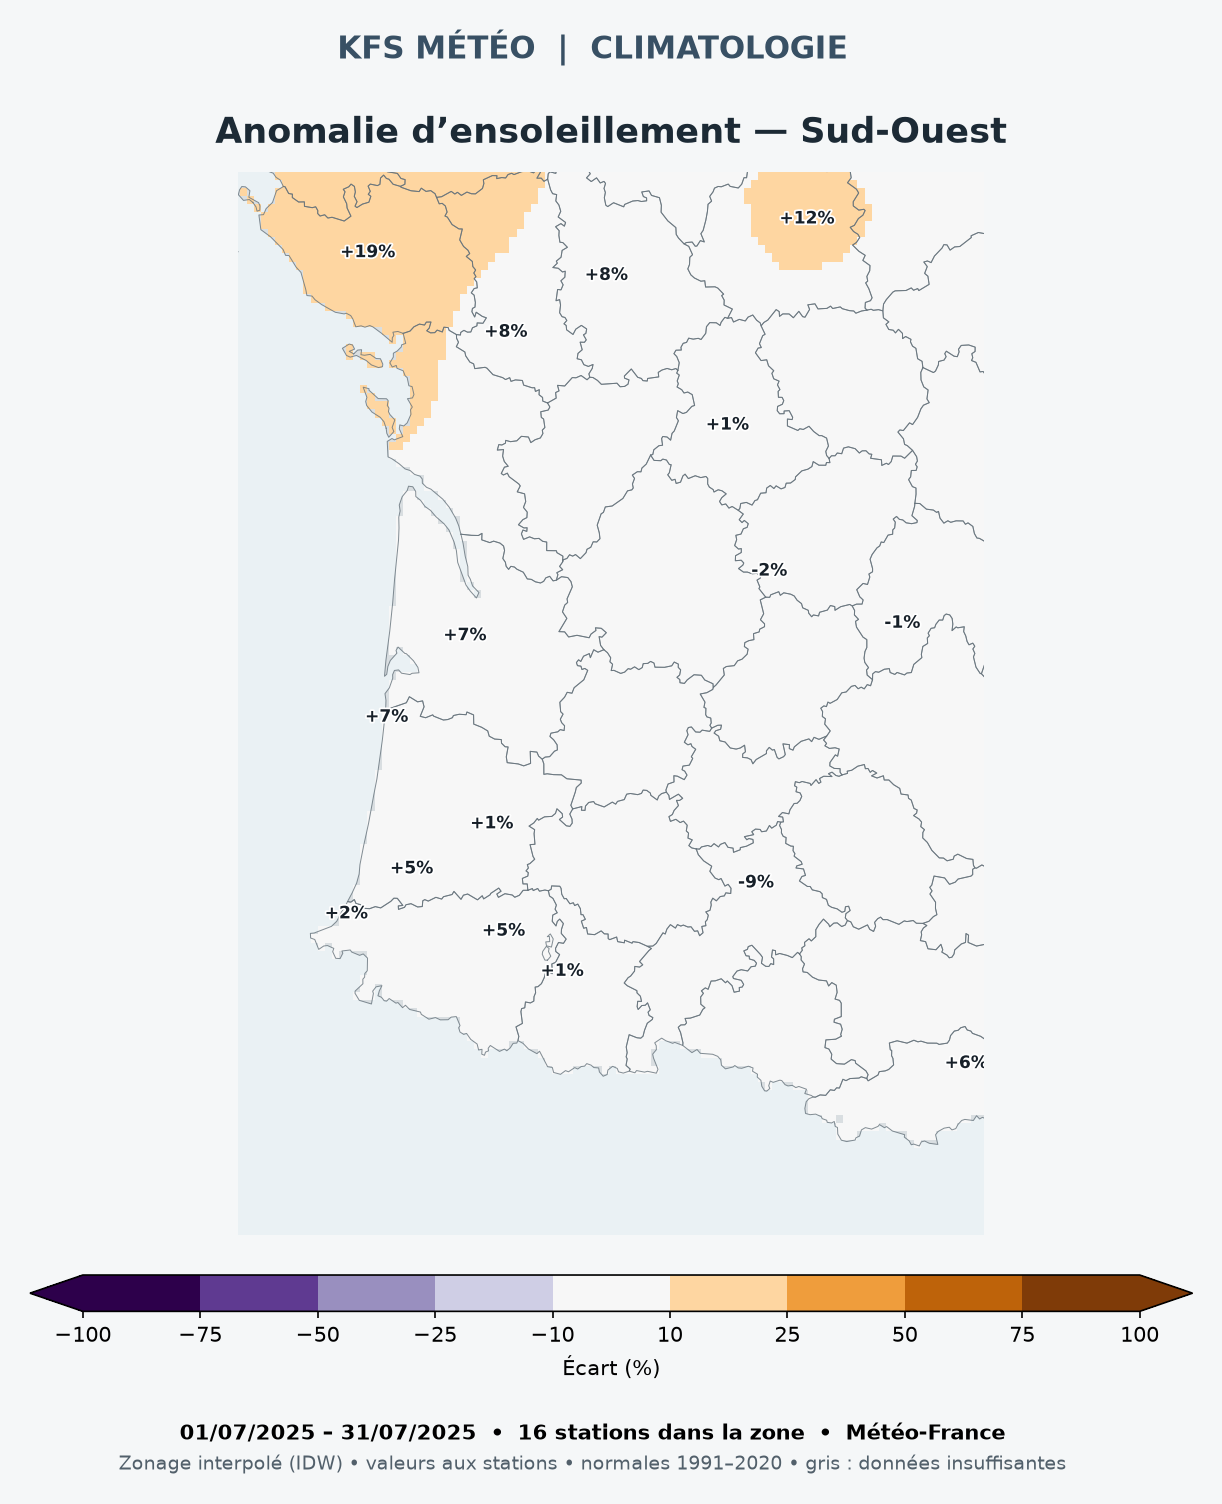 KFS MÉTÉO | CLIMATOLOGIE
Anomalie d’ensoleillement — Sud-Ouest
+12%
+19%
+8%
+8%
+1%
-2%
-1%
+7%
+7%
+1%
+5%
-9%
+2%
+5%
+1%
+6%
−100 −75 −50 −25 −10 10 25 50 75 100
Écart (%)
01/07/2025 – 31/07/2025 • 16 stations dans la zone • Météo-France
Zonage interpolé (IDW) • valeurs aux stations • normales 1991–2020 • gris : données insuffisantes